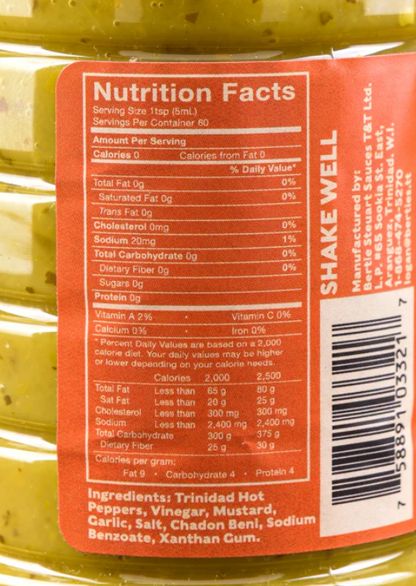 Nutrition Facts
Serving Size 1tsp (5mL)
Servings Per Container 60
Amount Per Serving
Calories 0 Calories from Fat 0
% Daily Value*
Total Fat 0g 0%
Saturated Fat 0g 0%
Trans Fat 0g
Cholesterol 0mg 0%
Sodium 20mg 1%
Total Carbohydrate 0g 0%
Dietary Fiber 0g 0%
Sugars 0g
Protein 0g
Vitamin A 2% • Vitamin C 0%
Calcium 0% • Iron 0%
* Percent Daily Values are based on a 2,000
calorie diet. Your daily values may be higher
or lower depending on your calorie needs.
Calories 2,000 2,500
Total Fat Less than 65 g 80 g
Sat Fat Less than 20 g 25 g
Cholesterol Less than 300 mg 300 mg
Sodium Less than 2,400 mg 2,400 mg
Total Carbohydrate 300 g 375 g
Dietary Fiber 25 g 30 g
Calories per gram:
Fat 9 • Carbohydrate 4 • Protein 4
Ingredients: Trinidad Hot
Peppers, Vinegar, Mustard,
Garlic, Salt, Chadon Beni, Sodium
Benzoate, Xanthan Gum.
SHAKE WELL
Manufactured by:
Bertie Steuart Sauces T&T Ltd.
L.P. #65 Sookia St. East,
Aranguez, Trinidad. W.I.
1-868-474-5270
7 58891 03321 7